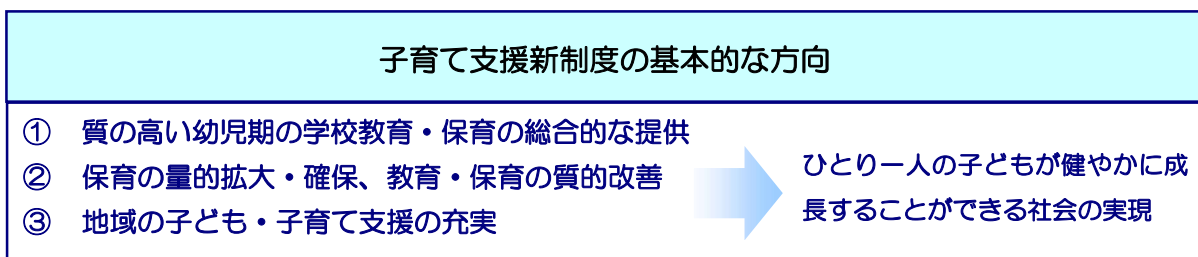 子育て支援新制度の基本的な方向
① 質の高い幼児期の学校教育・保育の総合的な提供
② 保育の量的拡大・確保、教育・保育の質的改善
③ 地域の子ども・子育て支援の充実
ひとり一人の子どもが健やかに成
長することができる社会の実現